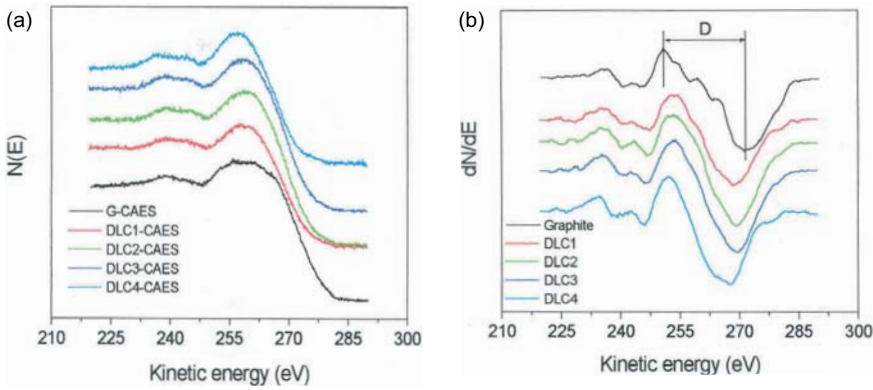 (a)
N(E)
G-CAES
DLC1-CAES
DLC2-CAES
DLC3-CAES
DLC4-CAES
210 225 240 255 270 285 300
Kinetic energy (eV)
(b)
D
dN/dE
Graphite
DLC1
DLC2
DLC3
DLC4
210 225 240 255 270 285 300
Kinetic energy (eV)